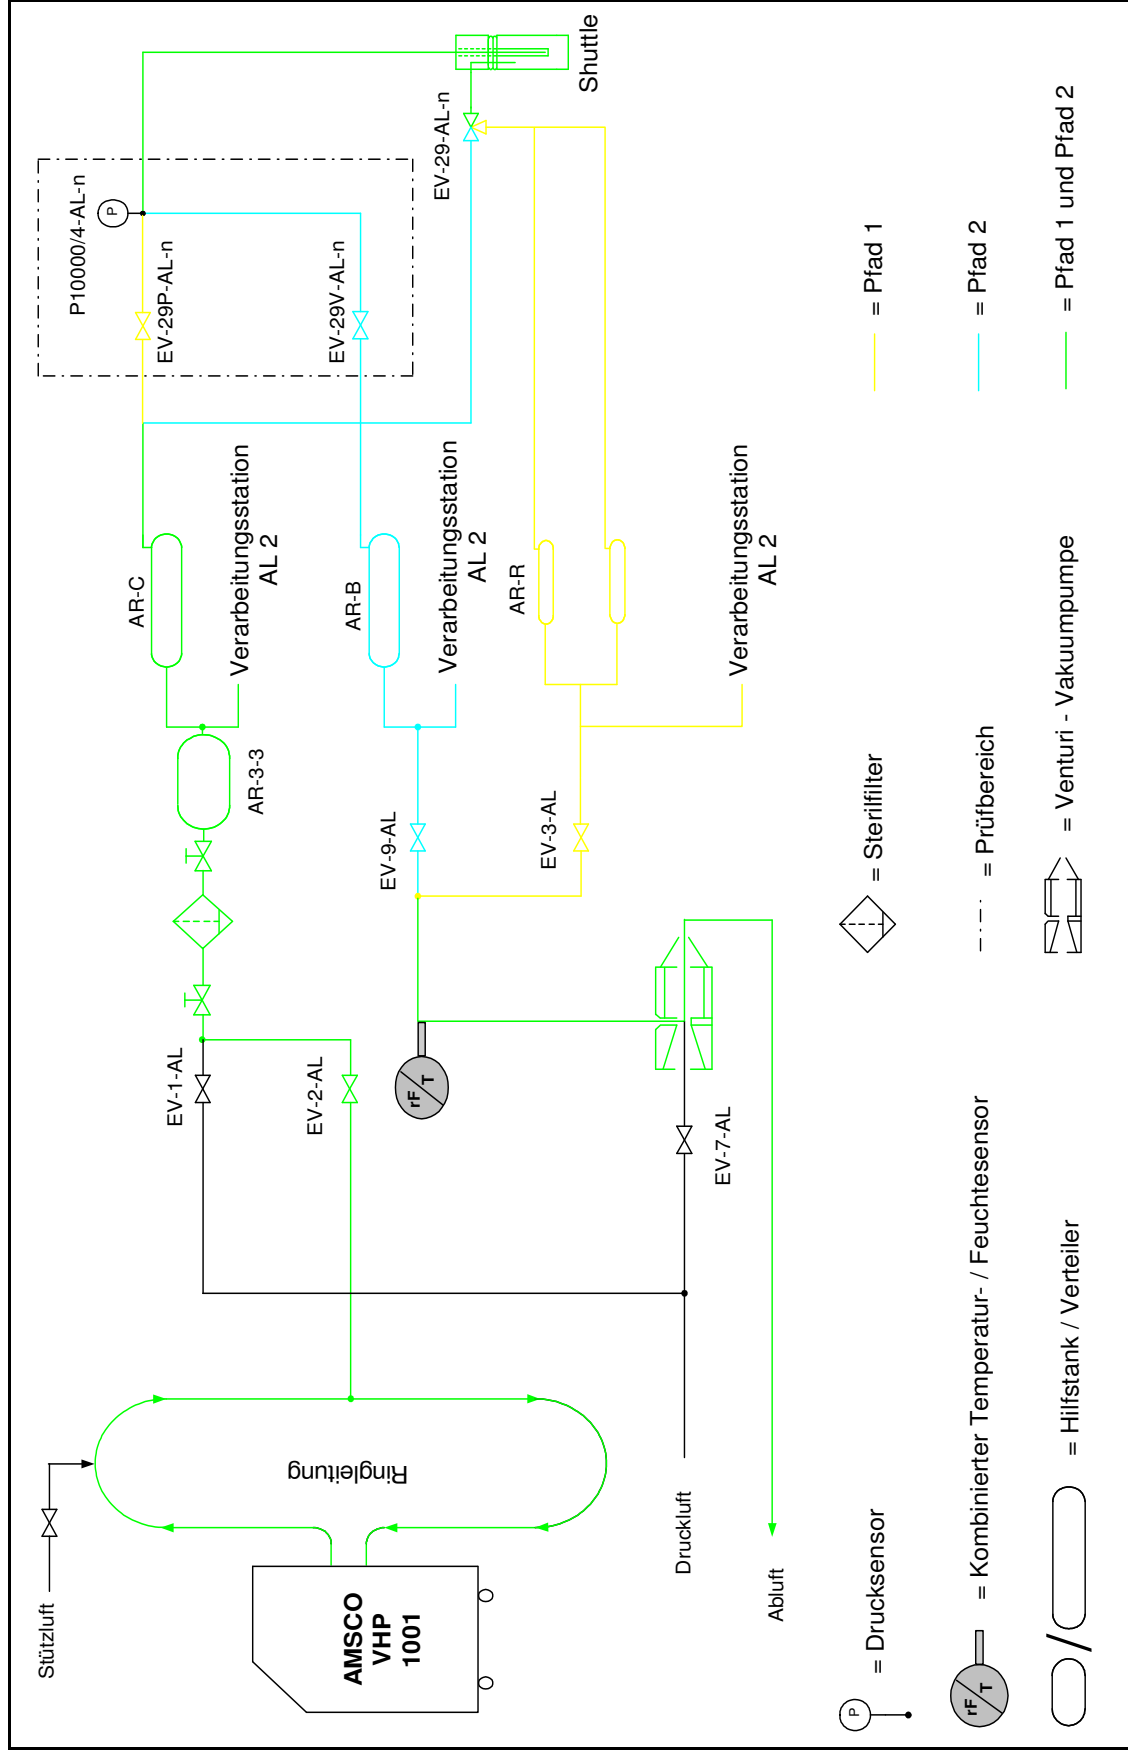 Stützluft
AMSCO
VHP
1001
Ringleitung
Druckluft
Abluft
EV-1-AL
EV-2-AL
rF
T
EV-7-AL
AR-3-3
EV-9-AL
EV-3-AL
AR-C
Verarbeitungsstation
AL 2
AR-B
Verarbeitungsstation
AL 2
AR-R
Verarbeitungsstation
AL 2
P10000/4-AL-n
P
EV-29P-AL-n
EV-29V-AL-n
EV-29-AL-n
Shuttle
P
= Drucksensor
= Sterilfilter
= Pfad 1
rF
T
= Kombinierter Temperatur- / Feuchtesensor
= Prüfbereich
= Pfad 2
/
= Hilfstank / Verteiler
= Venturi - Vakuumpumpe
= Pfad 1 und Pfad 2